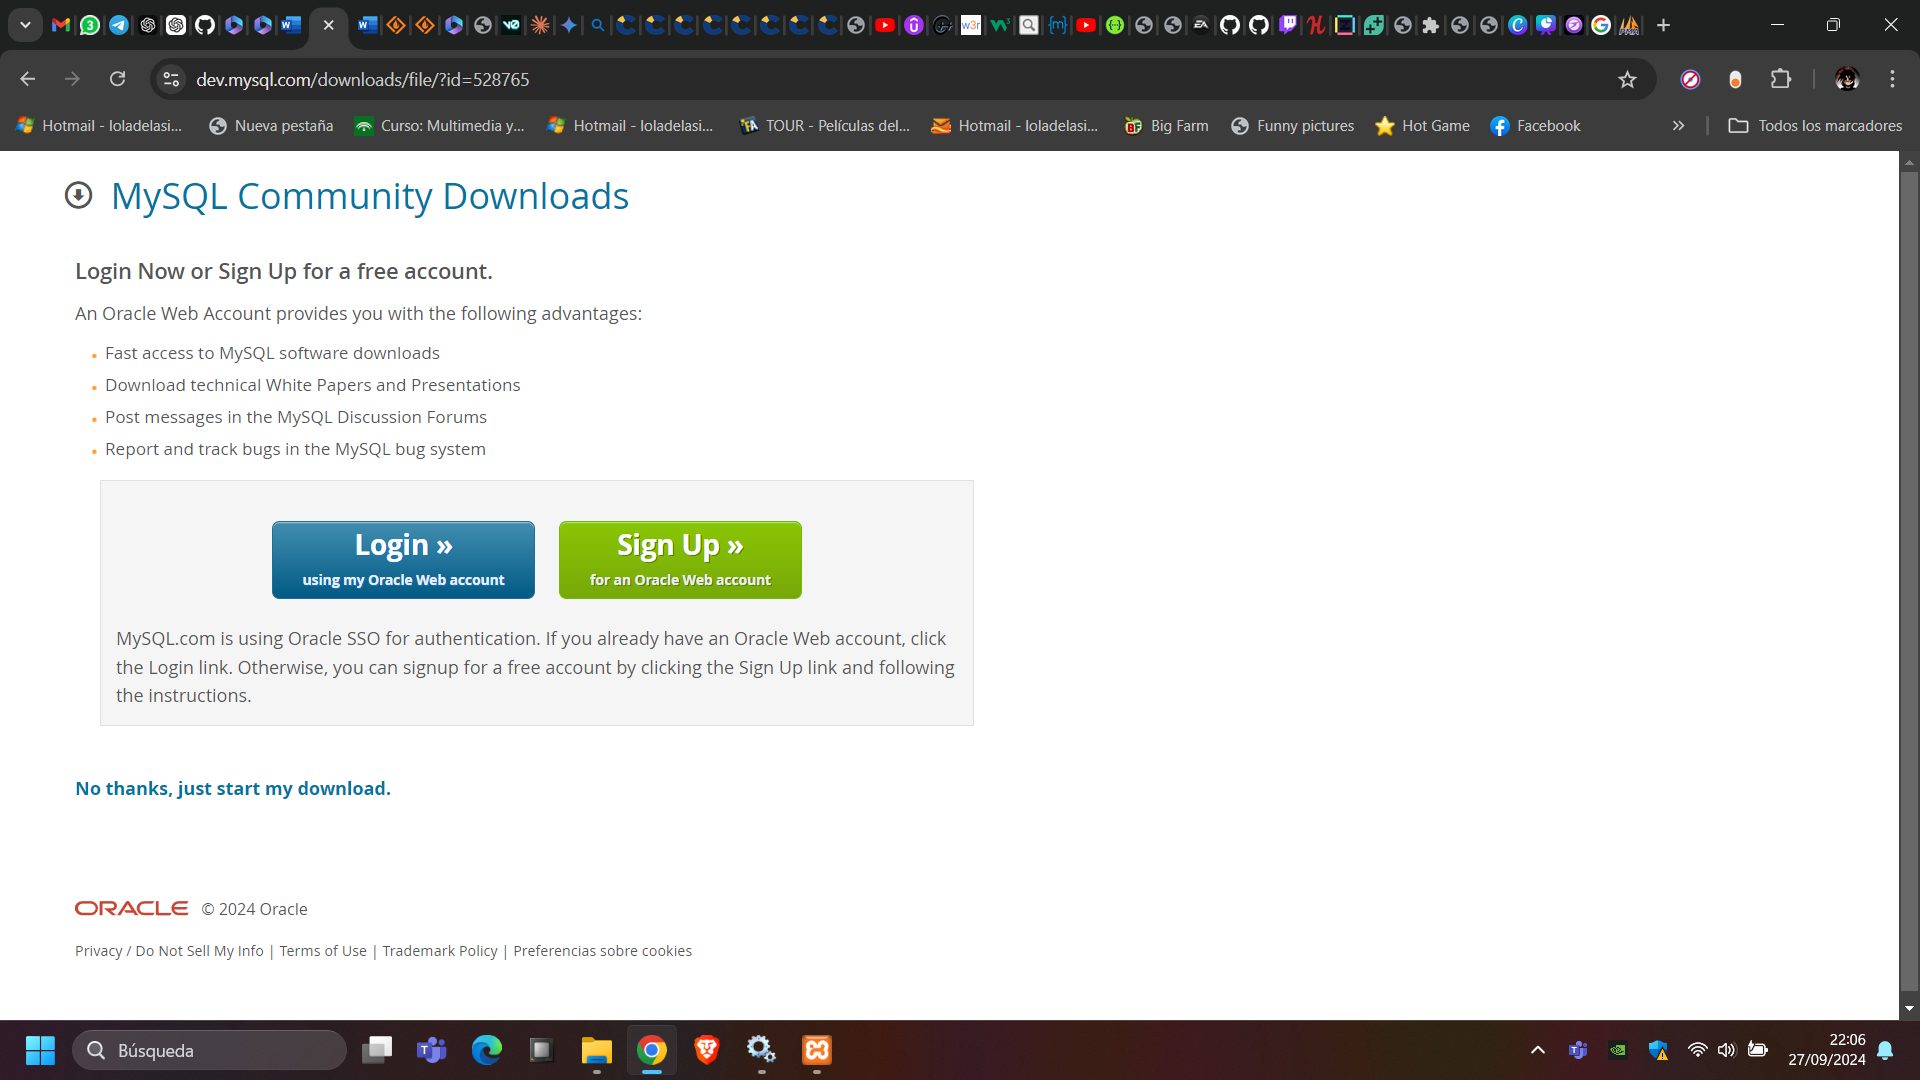 dev.mysql.com/downloads/file/?id=528765
Hotmail - loladelasi...
Nueva pestaña
Curso: Multimedia y...
Hotmail - loladelasi...
TOUR - Películas del...
Hotmail - loladelasi...
Big Farm
Funny pictures
Hot Game
Facebook
»
Todos los marcadores
MySQL Community Downloads
Login Now or Sign Up for a free account.
An Oracle Web Account provides you with the following advantages:
Fast access to MySQL software downloads
Download technical White Papers and Presentations
Post messages in the MySQL Discussion Forums
Report and track bugs in the MySQL bug system
Login »
using my Oracle Web account
Sign Up »
for an Oracle Web account
MySQL.com is using Oracle SSO for authentication. If you already have an Oracle Web account, click
the Login link. Otherwise, you can signup for a free account by clicking the Sign Up link and following
the instructions.
No thanks, just start my download.
ORACLE © 2024 Oracle
Privacy / Do Not Sell My Info | Terms of Use | Trademark Policy | Preferencias sobre cookies
Búsqueda
22:06
27/09/2024